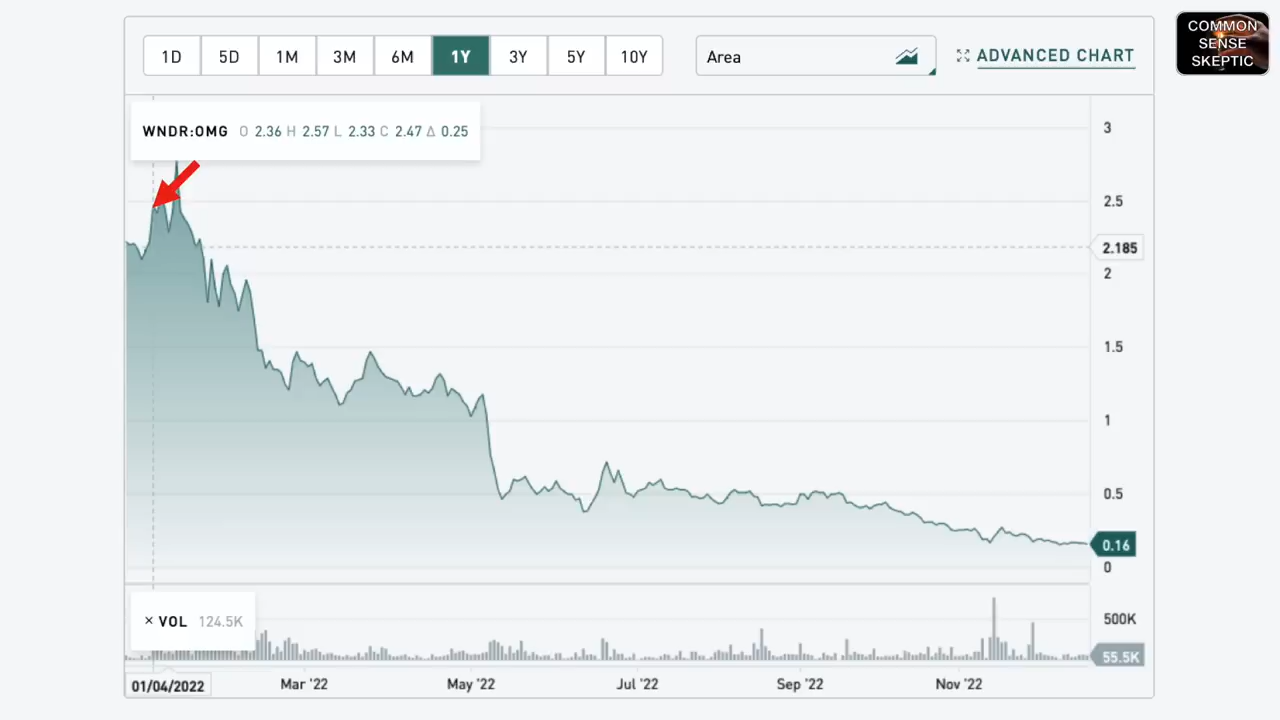 1D 5D 1M 3M 6M 1Y 3Y 5Y 10Y Area ADVANCED CHART
COMMON
SENSE
SKEPTIC
WNDR:OMG O 2.36 H 2.57 L 2.33 C 2.47 Δ 0.25
3
2.5
2.185
2
1.5
1
0.5
0.16
0
× VOL 124.5K
500K
55.5K
01/04/2022 Mar '22 May '22 Jul '22 Sep '22 Nov '22